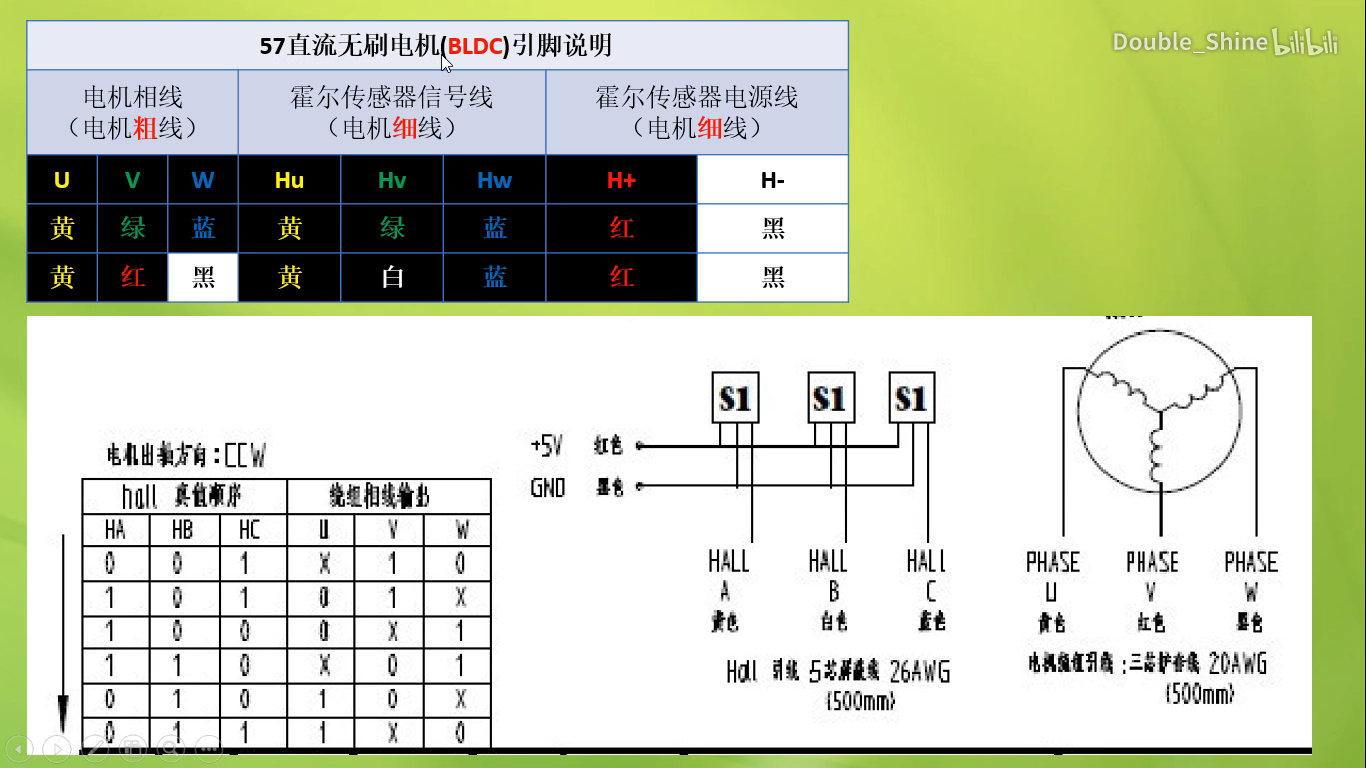 57直流无刷电机(BLDC)引脚说明
Double_Shine bilibili
电机相线
（电机粗线）
霍尔传感器信号线
（电机细线）
霍尔传感器电源线
（电机细线）
U V W Hu Hv Hw H+ H-
黄 绿 蓝 黄 绿 蓝 红 黑
黄 红 黑 黄 白 蓝 红 黑
电机出轴方向：CCW
hall 真值顺序 绕组相线输出
HA HB HC U V W
0 0 1 X 1 0
1 0 1 0 1 X
1 0 0 0 X 1
1 1 0 X 0 1
0 1 0 1 0 X
0 1 1 1 X 0
S1 S1 S1
+5V 红色
GND 黑色
HALL HALL HALL
A B C
黄色 白色 蓝色
Hall 引线 5芯屏蔽线 26AWG
(500mm)
PHASE PHASE PHASE
U V W
黄色 红色 黑色
电机绕组引线：三芯护套线 20AWG
(500mm)